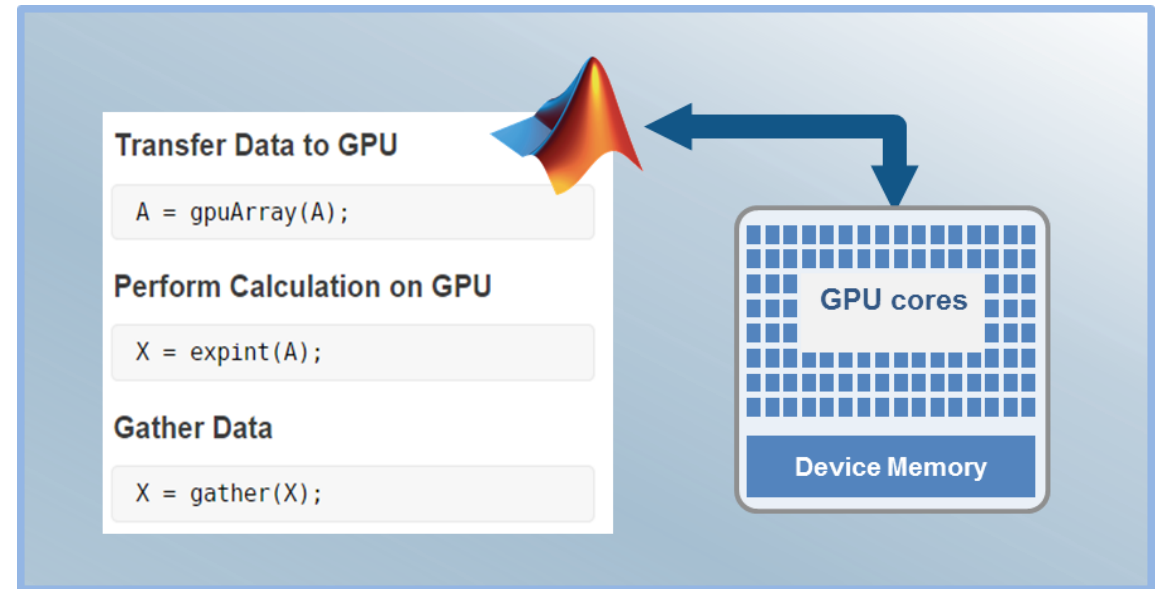 Transfer Data to GPU
A = gpuArray(A);
Perform Calculation on GPU
X = expint(A);
Gather Data
X = gather(X);
GPU cores
Device Memory